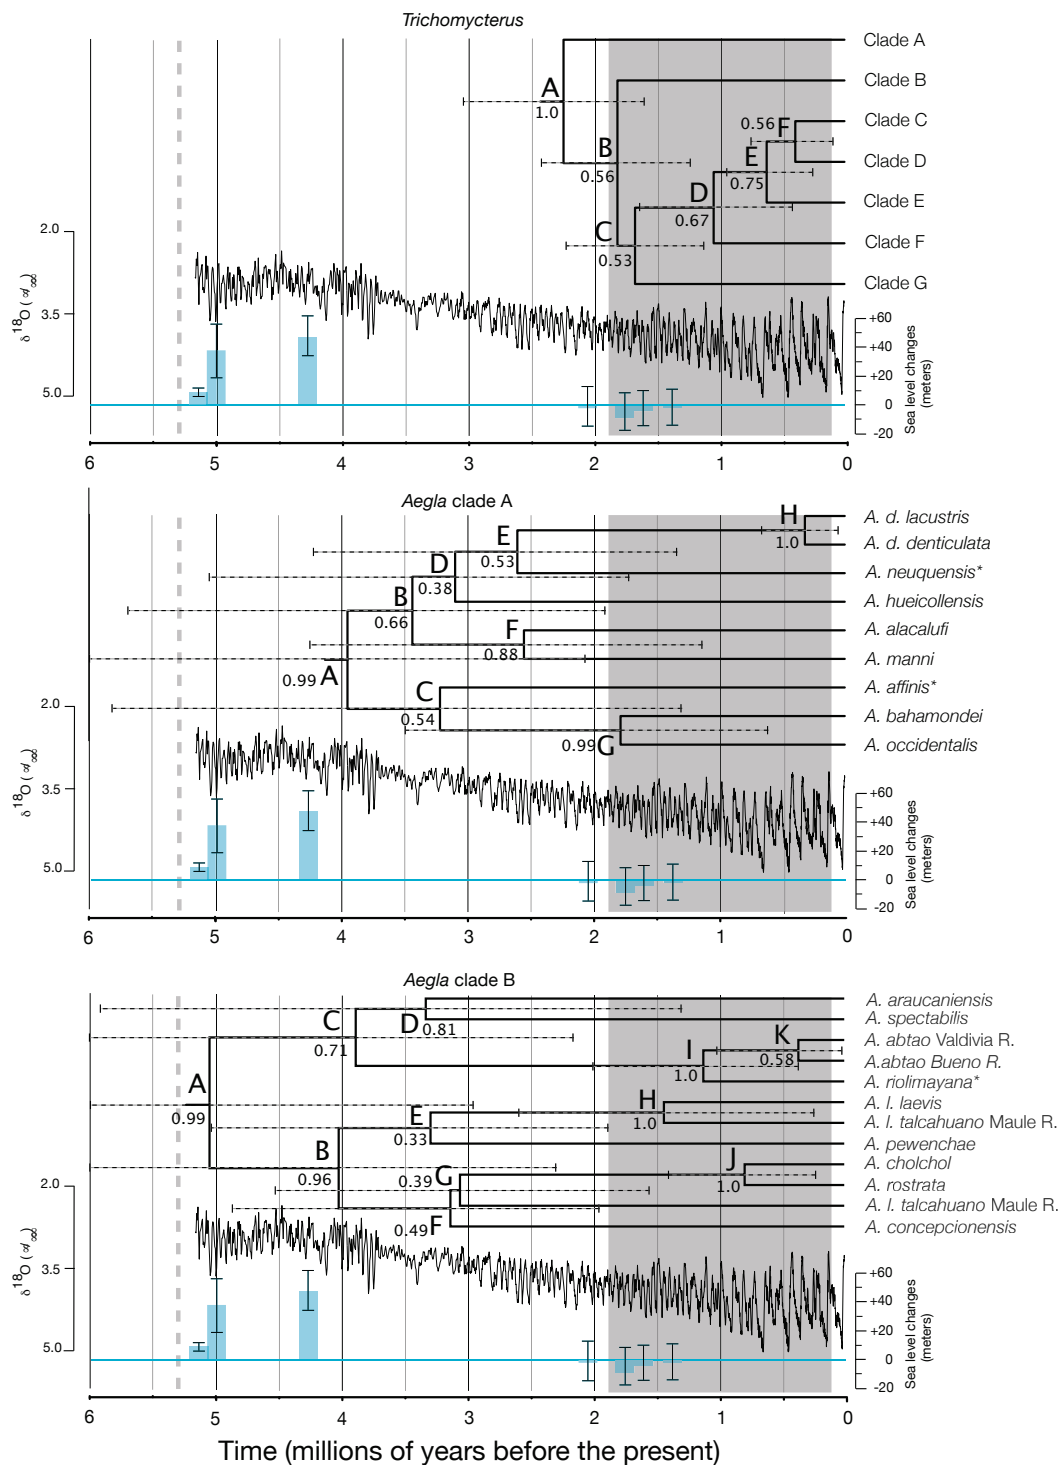 Trichomycterus
Clade A
Clade B
Clade C
Clade D
Clade E
Clade F
Clade G
A
1.0
B
0.56
C
0.53
D
0.67
E
0.75
0.56 F
2.0
3.5
5.0
δ 18O (
+60
+40
+20
0
-20
Sea level changes
(meters)
6 5 4 3 2 1 0
Aegla clade A
A. d. lacustris
A. d. denticulata
A. neuquensis*
A. hueicollensis
A. alacalufi
A. manni
A. affinis*
A. bahamondei
A. occidentalis
H
1.0
E
0.53
D
0.38
B
0.66
F
0.88
0.99 A
C
0.54
0.99 G
2.0
3.5
5.0
δ 18O (
+60
+40
+20
0
-20
Sea level changes
(meters)
6 5 4 3 2 1 0
Aegla clade B
A. araucaniensis
A. spectabilis
A. abtao Valdivia R.
A.abtao Bueno R.
A. riolimayana*
A. l. laevis
A. l. talcahuano Maule R.
A. pewenchae
A. cholchol
A. rostrata
A. l. talcahuano Maule R.
A. concepcionensis
C
0.71
D
0.81
K
0.58
I
1.0
A
0.99
H
1.0
E
0.33
B
0.96
G
0.39
J
1.0
0.49 F
2.0
3.5
5.0
δ 18O (
+60
+40
+20
0
-20
Sea level changes
(meters)
6 5 4 3 2 1 0
Time (millions of years before the present)